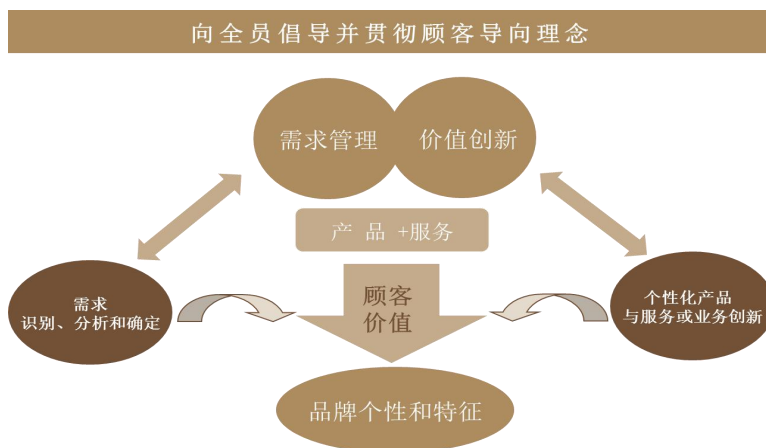 向全员倡导并贯彻顾客导向理念
需求管理
价值创新
产 品 +服务
顾客
价值
需求
识别、分析和确定
个性化产品
与服务或业务创新
品牌个性和特征